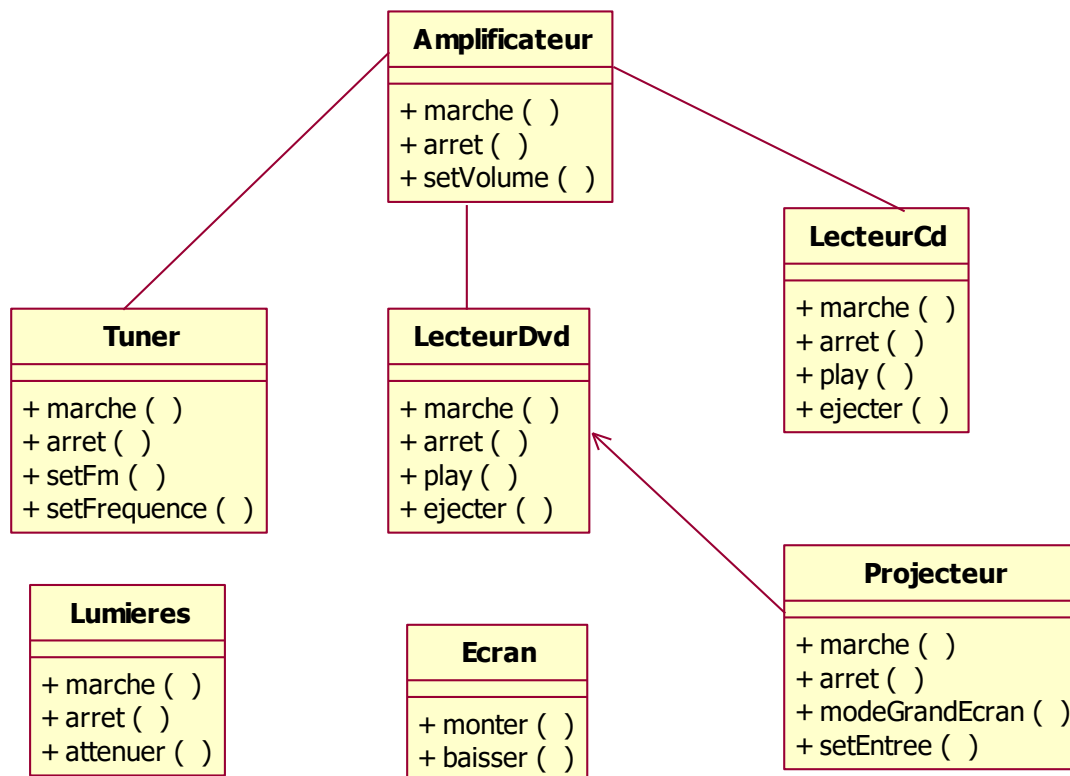 Amplificateur
+ marche ( )
+ arret ( )
+ setVolume ( )
LecteurCd
+ marche ( )
+ arret ( )
+ play ( )
+ ejecter ( )
Tuner
+ marche ( )
+ arret ( )
+ setFm ( )
+ setFrequence ( )
LecteurDvd
+ marche ( )
+ arret ( )
+ play ( )
+ ejecter ( )
Projecteur
+ marche ( )
+ arret ( )
+ modeGrandEcran ( )
+ setEntree ( )
Lumieres
+ marche ( )
+ arret ( )
+ attenuer ( )
Ecran
+ monter ( )
+ baisser ( )